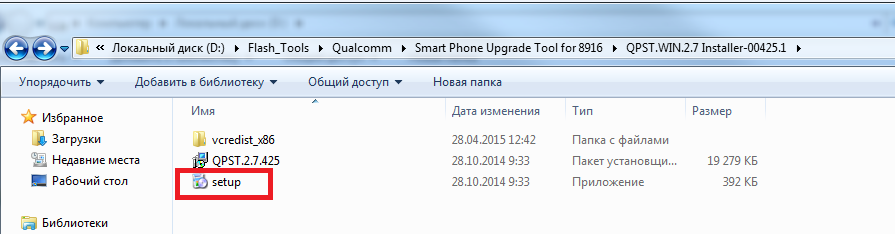 Локальный диск (D:) Flash_Tools Qualcomm Smart Phone Upgrade Tool for 8916 QPST.WIN.2.7 Installer-00425.1
Упорядочить Добавить в библиотеку Общий доступ Новая папка
Избранное
Загрузки
Недавние места
Рабочий стол
Библиотеки
Имя Дата изменения Тип Размер
vcredist_x86 28.04.2015 12:42 Папка с файлами
QPST.2.7.425 28.10.2014 9:33 Пакет установщи... 19 279 КБ
setup 28.10.2014 9:33 Приложение 392 КБ